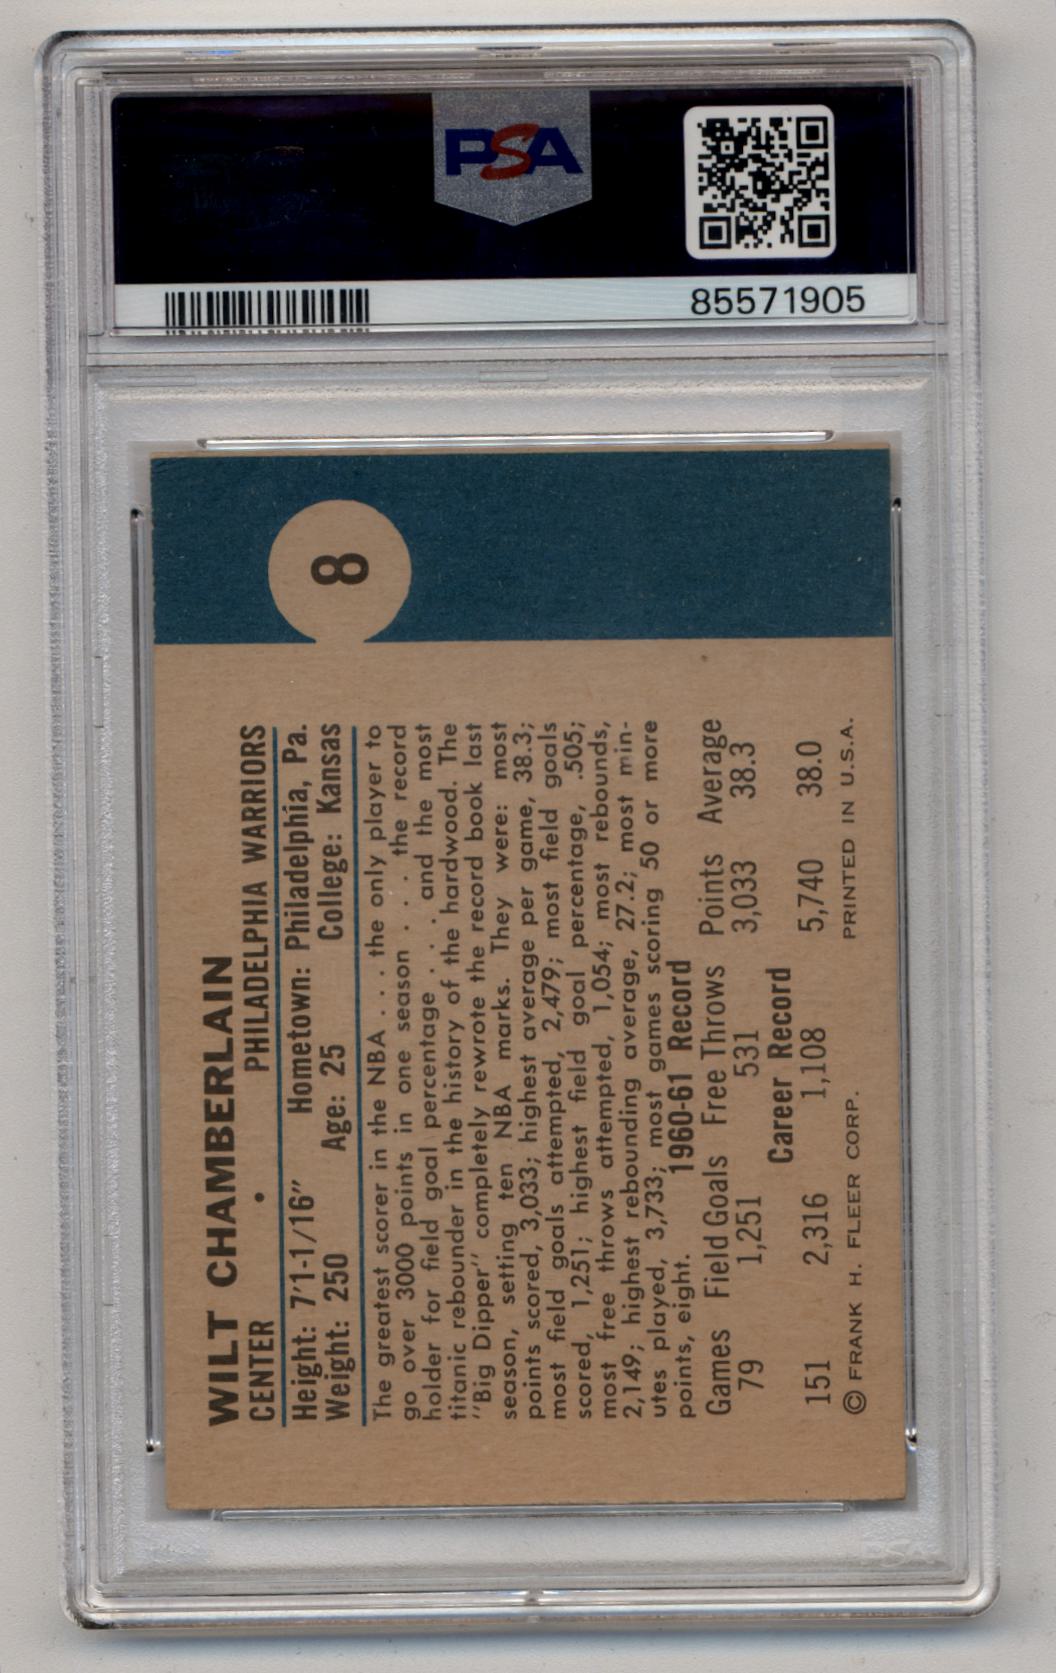 PSA
85571905
8
WILT CHAMBERLAIN
CENTER • PHILADELPHIA WARRIORS
Height: 7'1-1/16" Hometown: Philadelphia, Pa.
Weight: 250 Age: 25 College: Kansas
The greatest scorer in the NBA . . . the only player to
go over 3000 points in one season . . . the record
holder for field goal percentage . . . and the most
titanic rebounder in the history of the hardwood. The
"Big Dipper" completely rewrote the record book last
season, setting ten NBA marks. They were: most
points scored, 3,033; highest average per game, 38.3;
most field goals attempted, 2,479; most field goals
scored, 1,251; highest field goal percentage, .505;
most free throws attempted, 1,054; most rebounds,
2,149; highest rebounding average, 27.2; most min-
utes played, 3,733; most games scoring 50 or more
points, eight.
1960-61 Record
Games Field Goals Free Throws Points Average
79 1,251 531 3,033 38.3
Career Record
151 2,316 1,108 5,740 38.0
© FRANK H. FLEER CORP. PRINTED IN U.S.A.
PSA